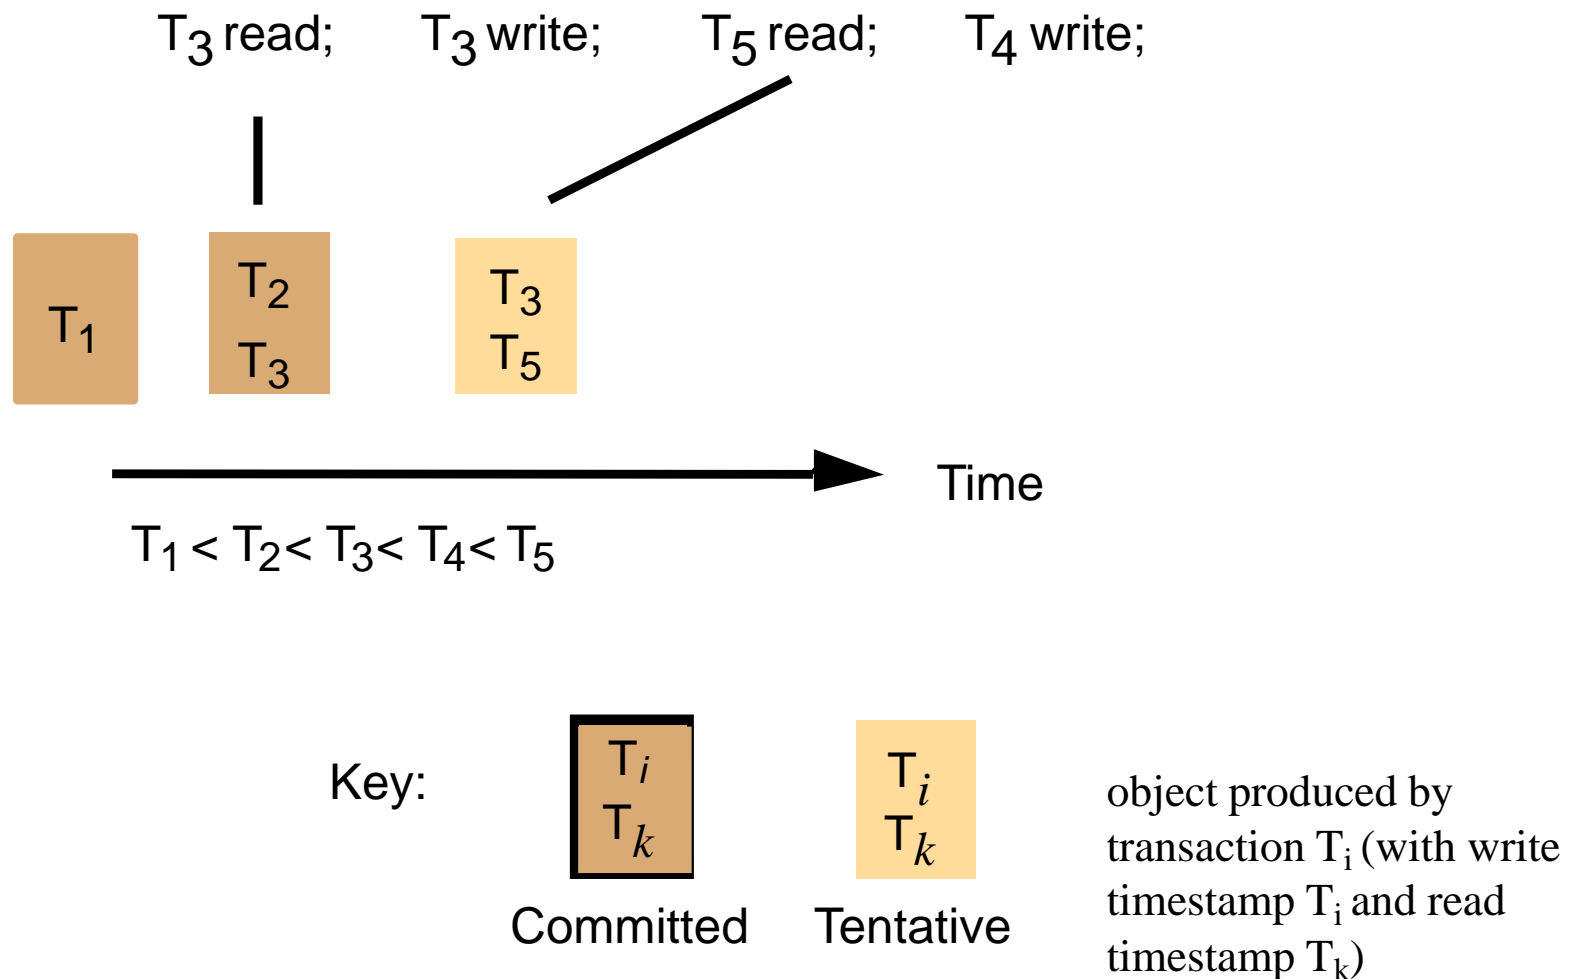 T₃ read; T₃ write; T₅ read; T₄ write;
T₁
T₂
T₃
T₃
T₅
Time
T₁ < T₂ < T₃ < T₄ < T₅
Key:
Tᵢ
Tₖ
Tᵢ
Tₖ
Committed
Tentative
object produced by
transaction Tᵢ (with write
timestamp Tᵢ and read
timestamp Tₖ)